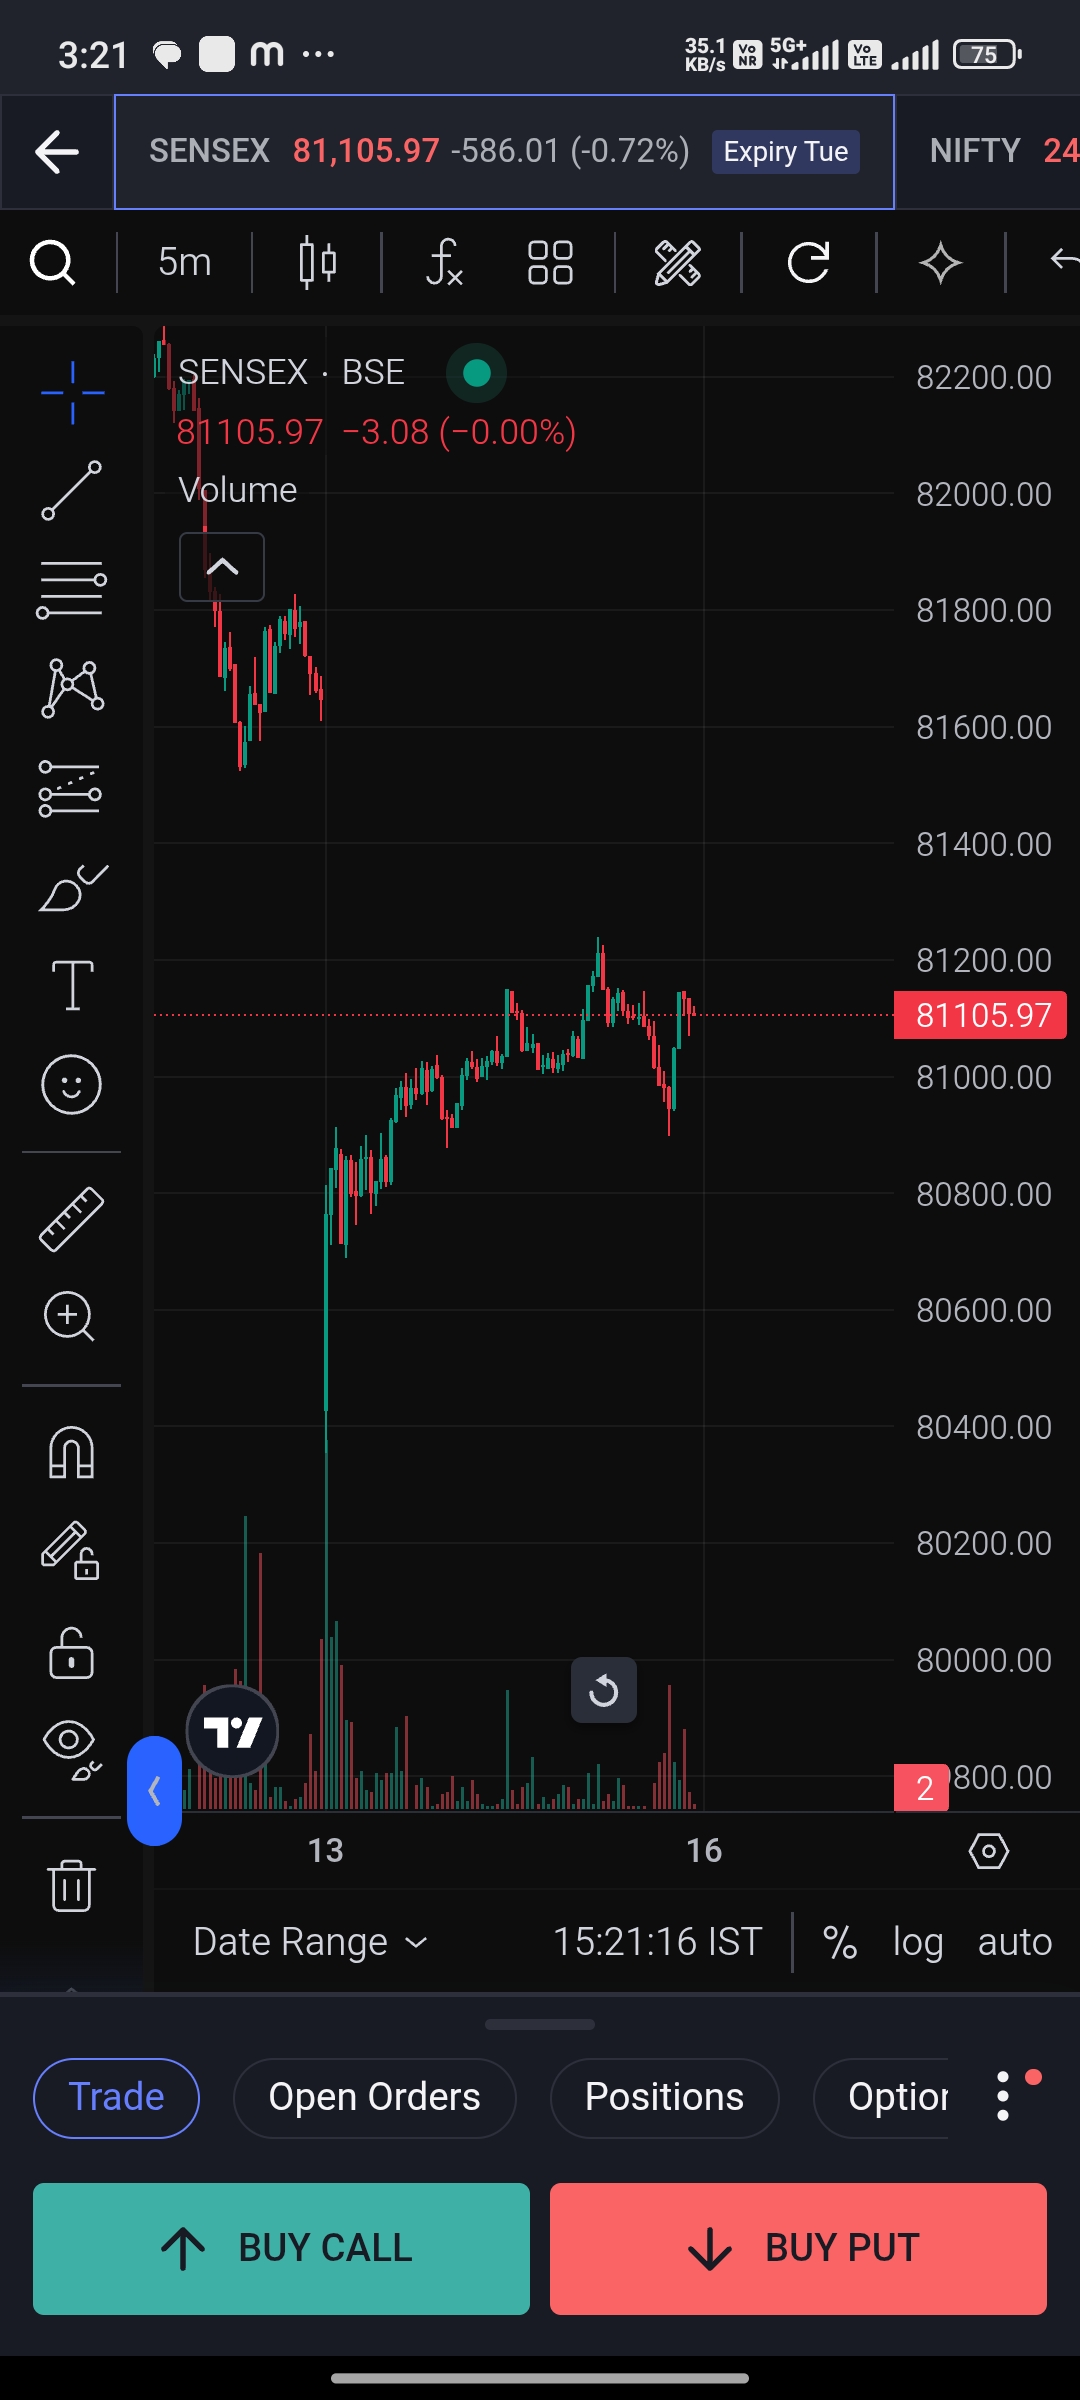 3:21 m ... 35.1 KB/s Vo NR 5G+ Vo LTE 75
SENSEX 81,105.97 -586.01 (-0.72%) Expiry Tue NIFTY 24
5m
SENSEX · BSE
81105.97 −3.08 (−0.00%)
Volume
82200.00
82000.00
81800.00
81600.00
81400.00
81200.00
81105.97
81000.00
80800.00
80600.00
80400.00
80200.00
80000.00
2 800.00
13 16
Date Range 15:21:16 IST % log auto
Trade Open Orders Positions Option
BUY CALL BUY PUT